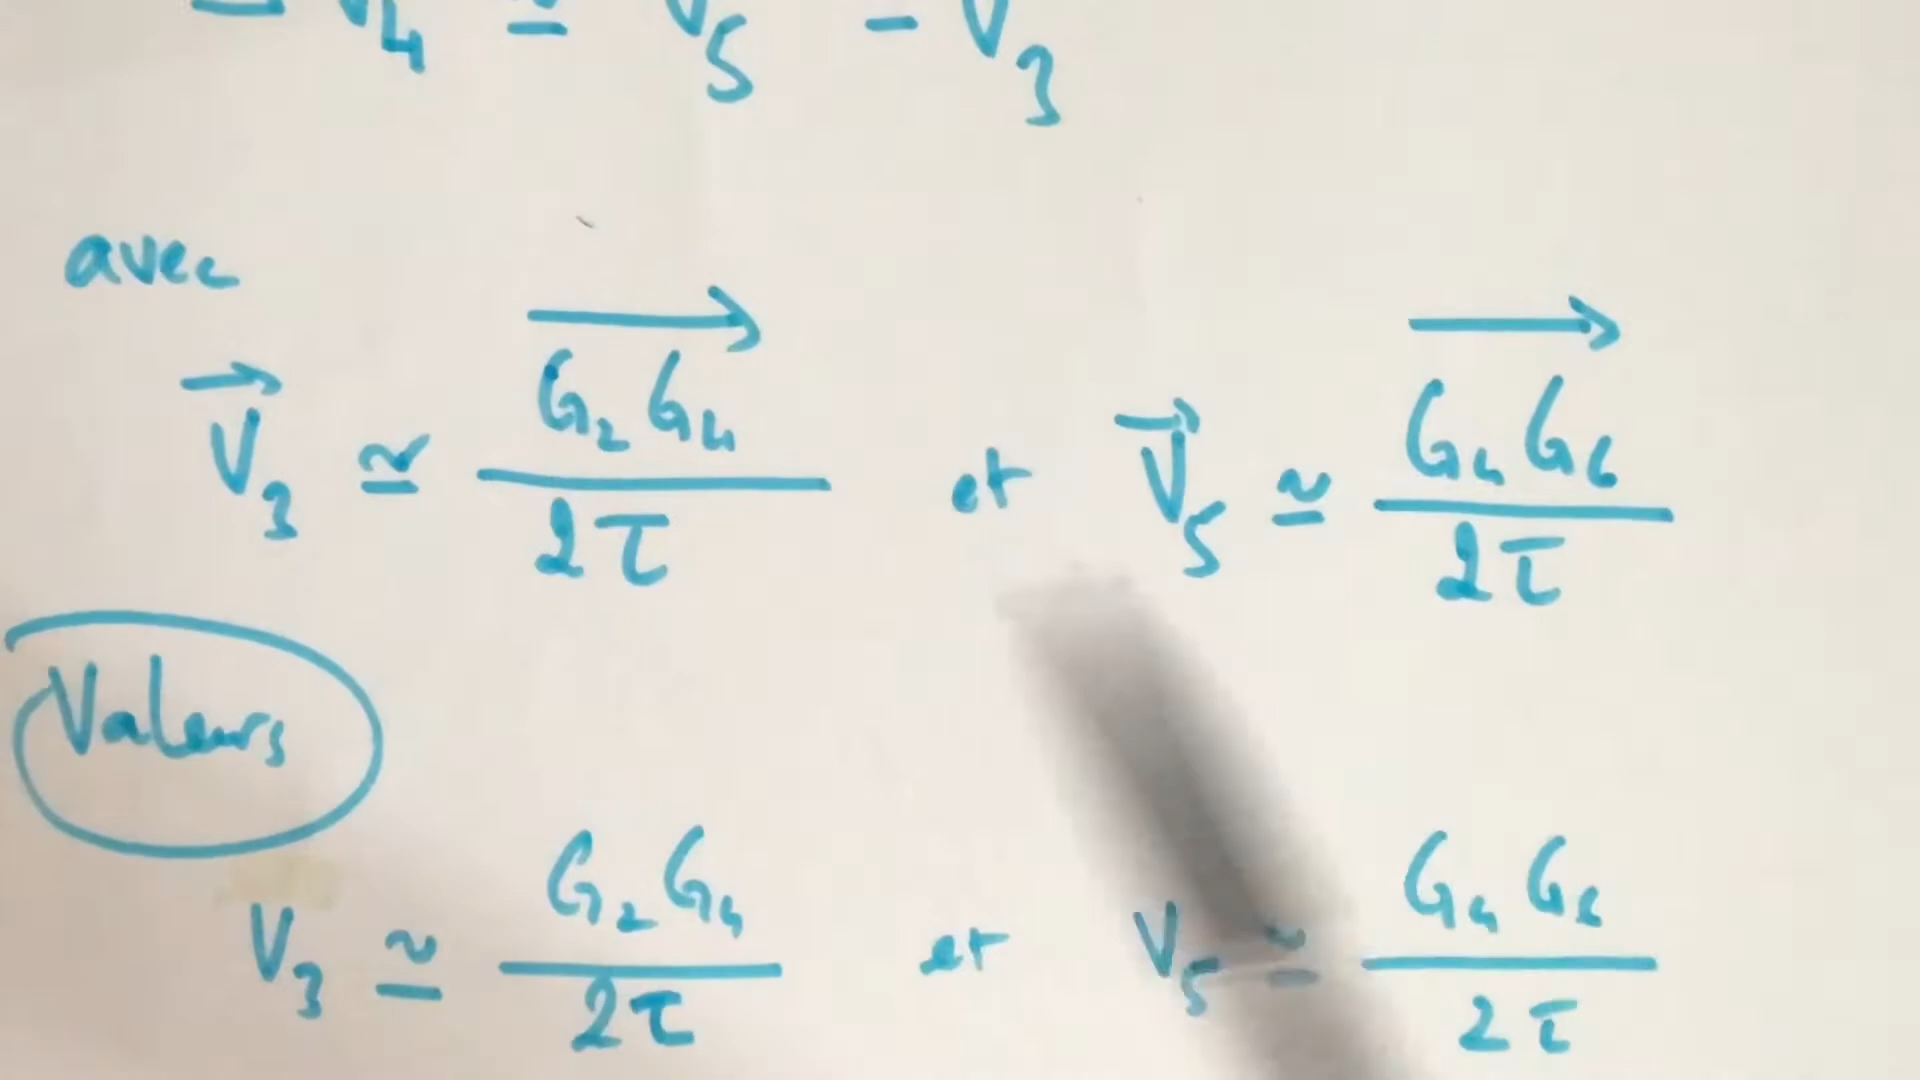 = V₄ ≃ V₅ - V₃
avec
V₃⃗ ≃ G₂G₄⃗ / 2τ et V₅⃗ ≃ G₄G₆⃗ / 2τ
Valeurs
V₃ ≃ G₂G₄ / 2τ et V₅ ≃ G₄G₆ / 2τ